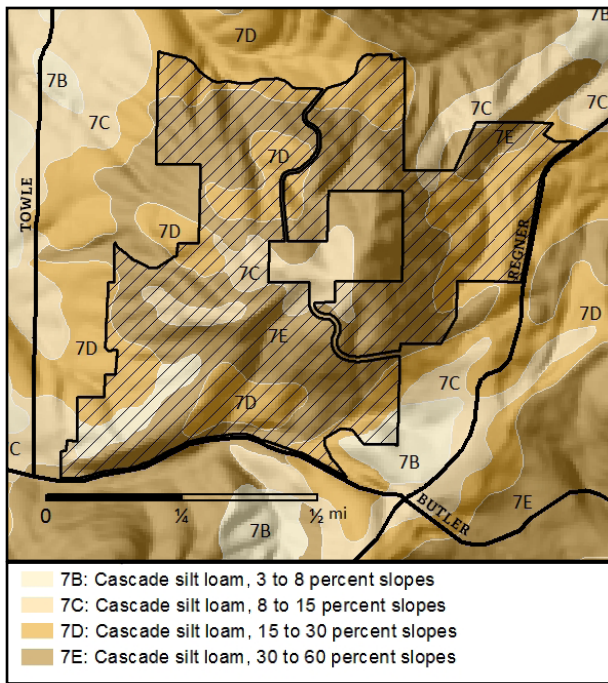 7D
7B
7B
7C
7C
7C
7E
7D
TOWLE
7D
REGNER
7C
7D
7E
7D
7C
7D
C
7B
BUTLER
7E
0 ¼ ½ mi
7B
7B: Cascade silt loam, 3 to 8 percent slopes
7C: Cascade silt loam, 8 to 15 percent slopes
7D: Cascade silt loam, 15 to 30 percent slopes
7E: Cascade silt loam, 30 to 60 percent slopes